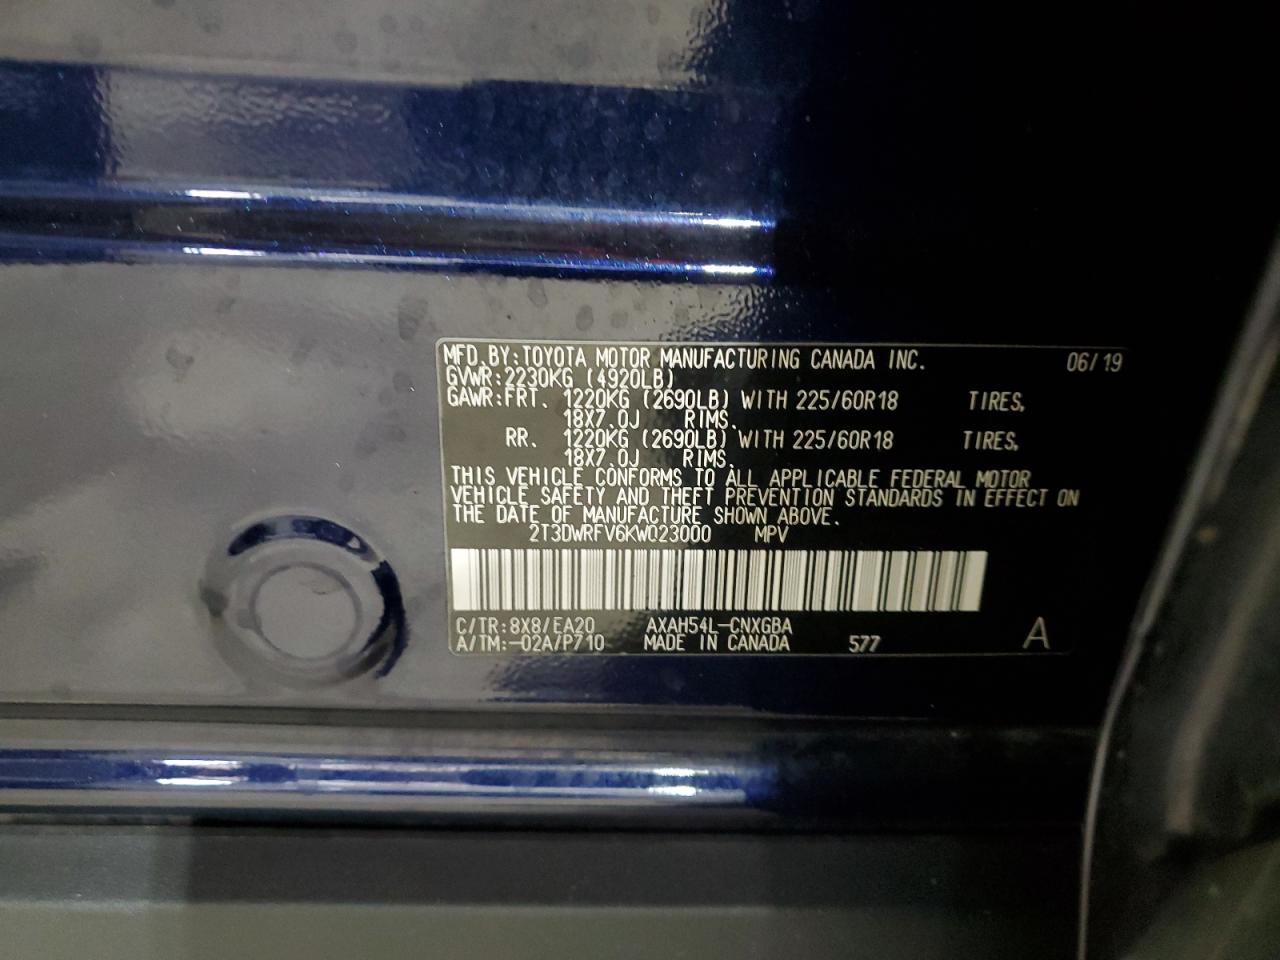 MFD. BY: TOYOTA MOTOR MANUFACTURING CANADA INC. 06/19
GVWR: 2230KG (4920LB)
GAWR: FRT. 1220KG (2690LB) WITH 225/60R18 TIRES,
18X7.0J RIMS.
RR. 1220KG (2690LB) WITH 225/60R18 TIRES,
18X7.0J RIMS.
THIS VEHICLE CONFORMS TO ALL APPLICABLE FEDERAL MOTOR
VEHICLE SAFETY AND THEFT PREVENTION STANDARDS IN EFFECT ON
THE DATE OF MANUFACTURE SHOWN ABOVE.
2T3DWRFV6KW023000 MPV
C/TR: 8X8/EA20 AXAH54L-CNXGBA
A/TM: -02A/P710 MADE IN CANADA 577 A